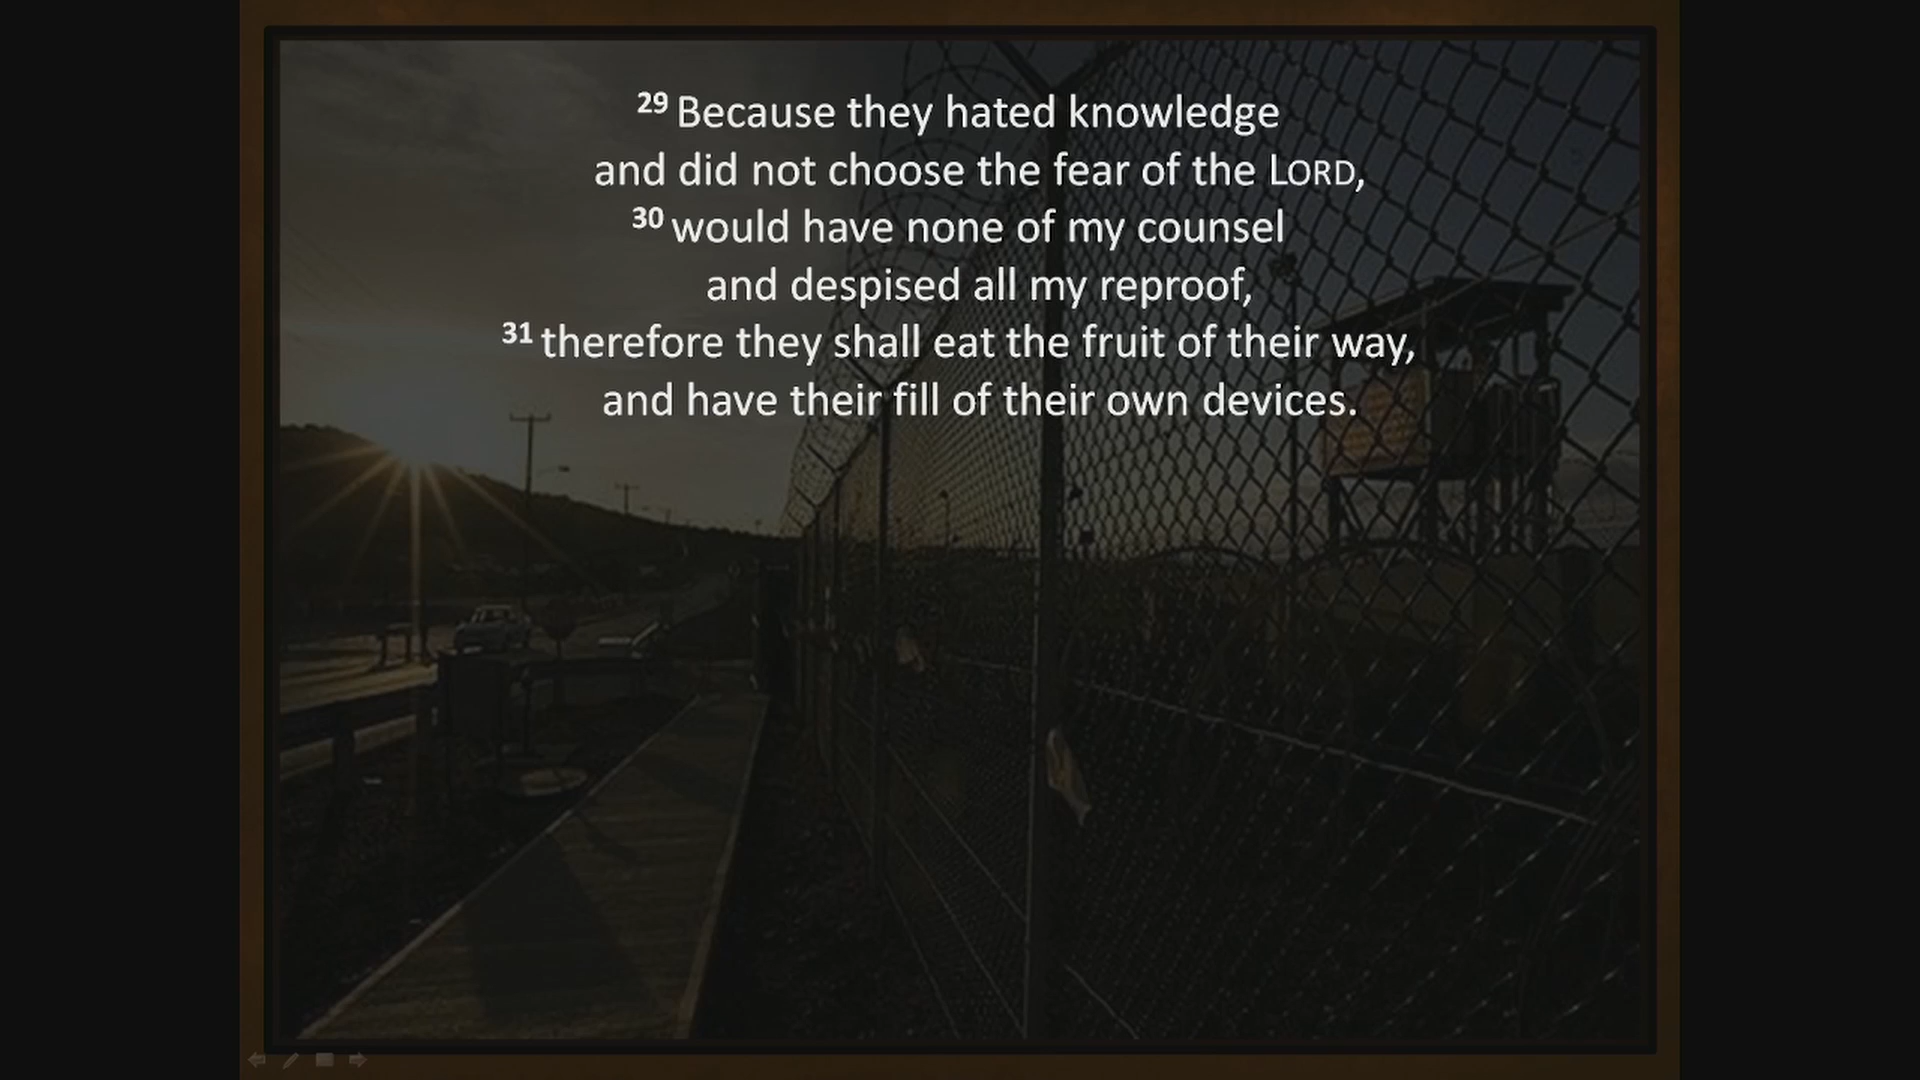 29 Because they hated knowledge
and did not choose the fear of the LORD,
30 would have none of my counsel
and despised all my reproof,
31 therefore they shall eat the fruit of their way,
and have their fill of their own devices.